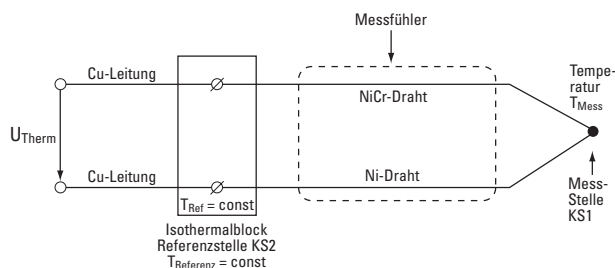 Messfühler
Cu-Leitung
NiCr-Draht
Tempe-
ratur
TMess
UTherm
Cu-Leitung
Ni-Draht
TRef = const
Mess-
Stelle
KS1
Isothermalblock
Referenzstelle KS2
TReferenz = const